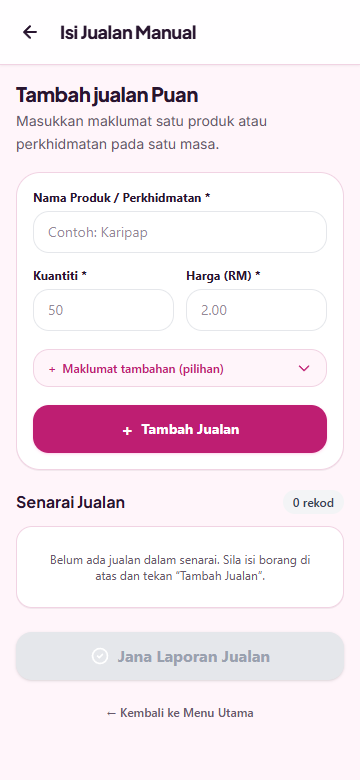 Isi Jualan Manual
Tambah jualan Puan
Masukkan maklumat satu produk atau
perkhidmatan pada satu masa.
Nama Produk / Perkhidmatan *
Contoh: Karipap
Kuantiti *
Harga (RM) *
50
2.00
+ Maklumat tambahan (pilihan)
+ Tambah Jualan
Senarai Jualan
0 rekod
Belum ada jualan dalam senarai. Sila isi borang di
atas dan tekan “Tambah Jualan”.
Jana Laporan Jualan
← Kembali ke Menu Utama